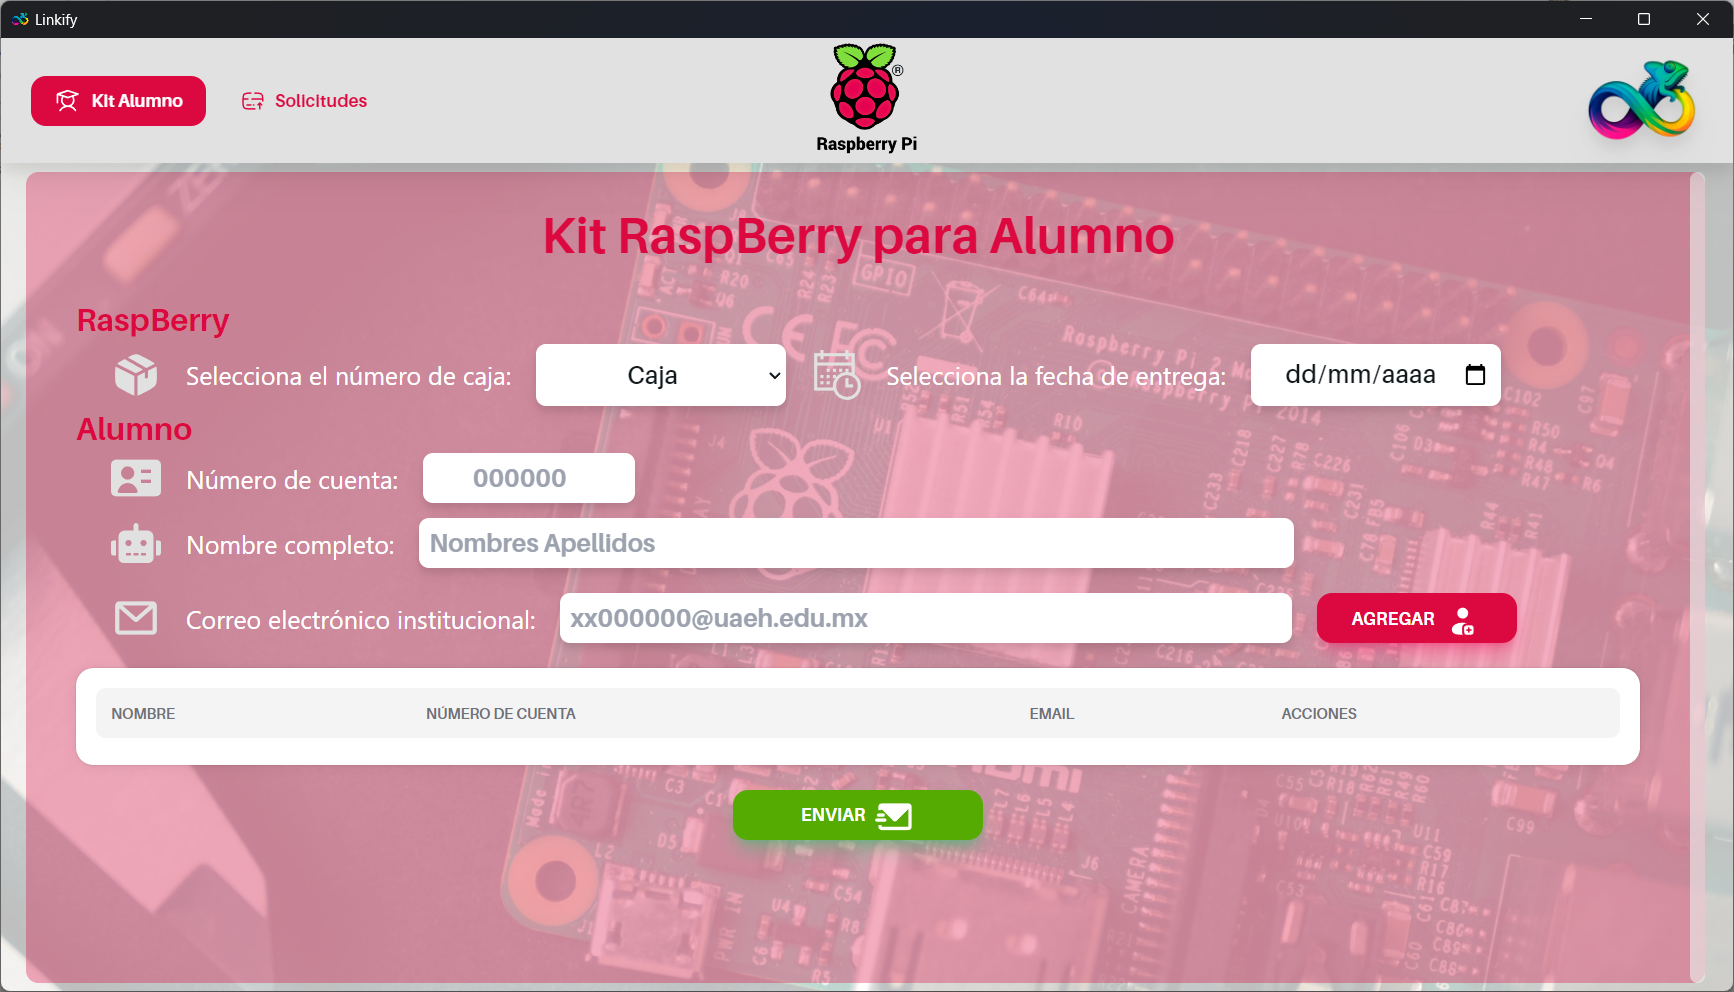 Linkify
Kit Alumno
Solicitudes
®
Raspberry Pi
Kit RaspBerry para Alumno
RaspBerry
Selecciona el número de caja:
Caja
Selecciona la fecha de entrega:
dd/mm/aaaa
Alumno
Número de cuenta:
000000
Nombre completo:
Nombres Apellidos
Correo electrónico institucional:
xx000000@uaeh.edu.mx
AGREGAR
NOMBRE NÚMERO DE CUENTA EMAIL ACCIONES
ENVIAR